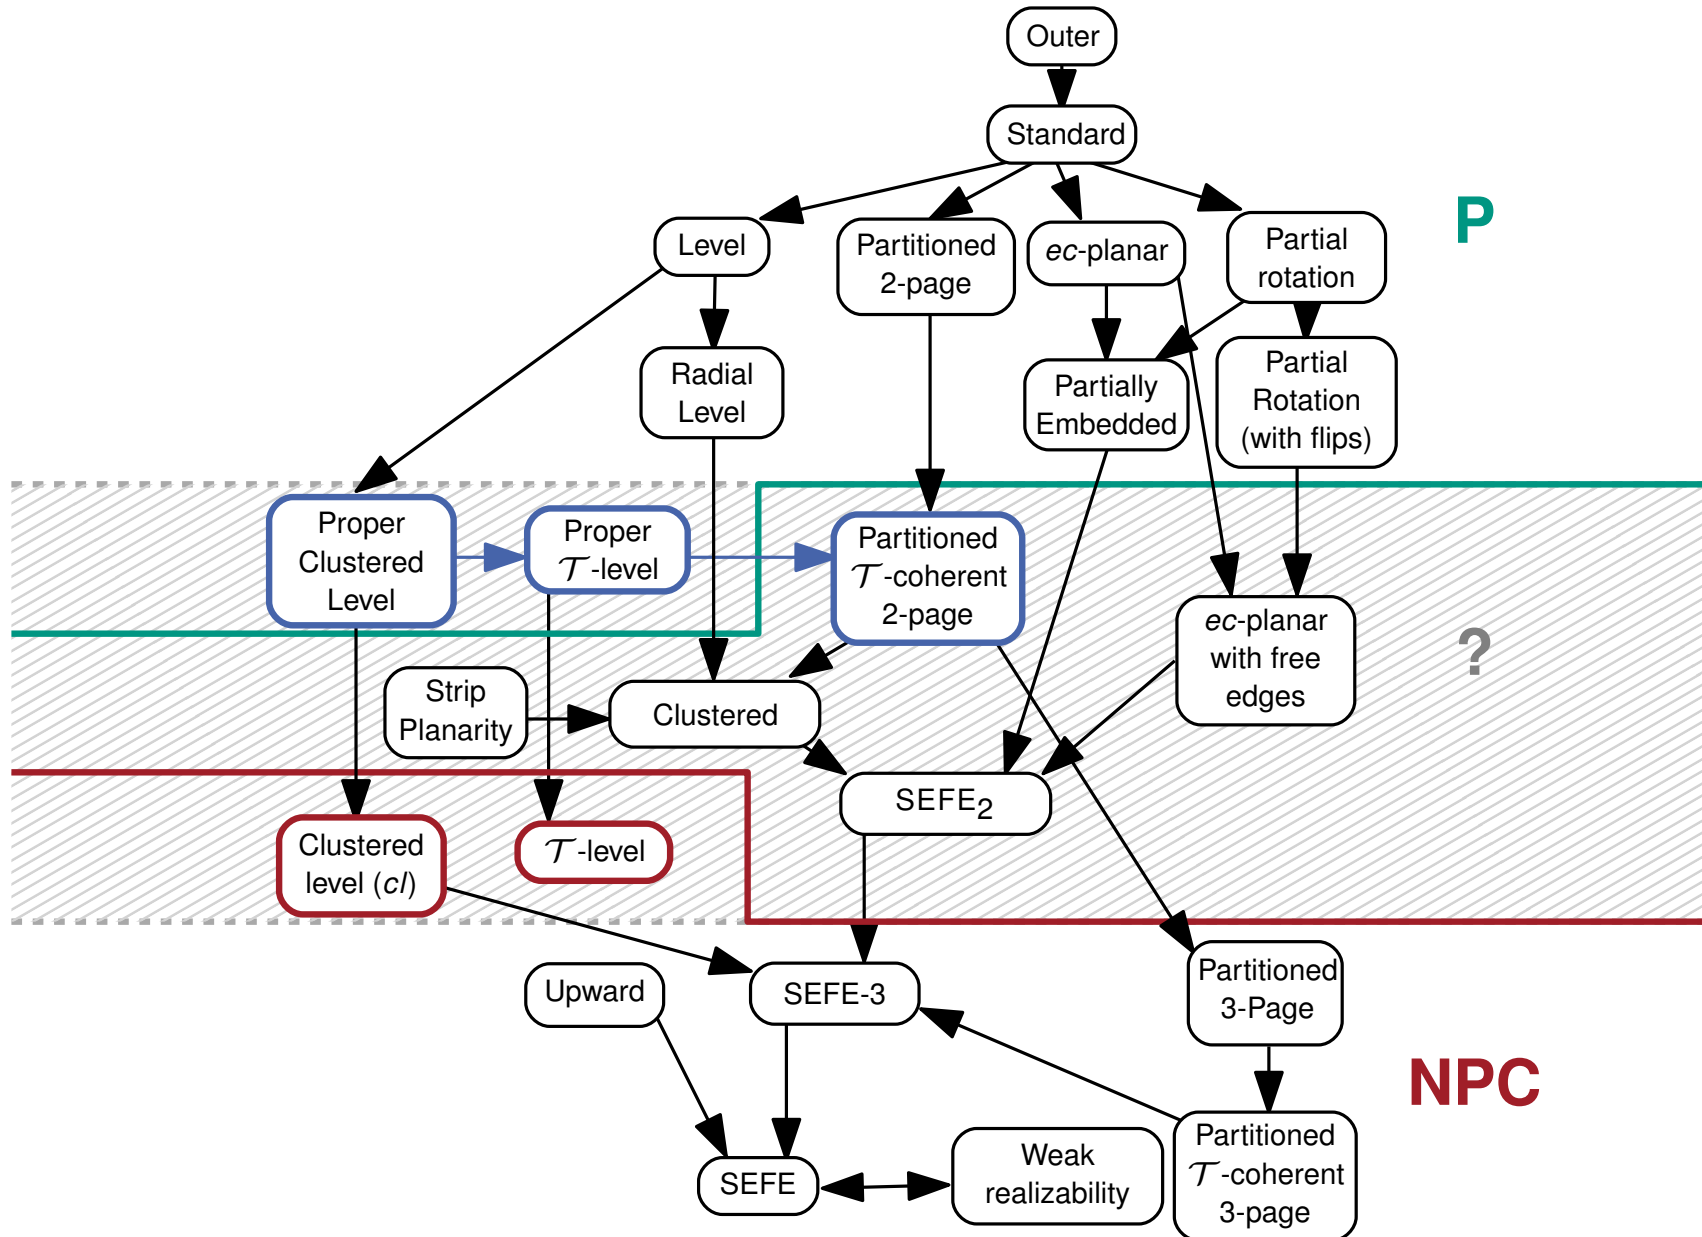 Outer
Standard
P
Level
Partitioned
2-page
ec-planar
Partial
rotation
Radial
Level
Partially
Embedded
Partial
Rotation
(with flips)
Proper
Clustered
Level
Proper
𝒯-level
Partitioned
𝒯-coherent
2-page
ec-planar
with free
edges
?
Strip
Planarity
Clustered
SEFE₂
Clustered
level (cl)
𝒯-level
Upward
SEFE-3
Partitioned
3-Page
NPC
SEFE
Weak
realizability
Partitioned
𝒯-coherent
3-page